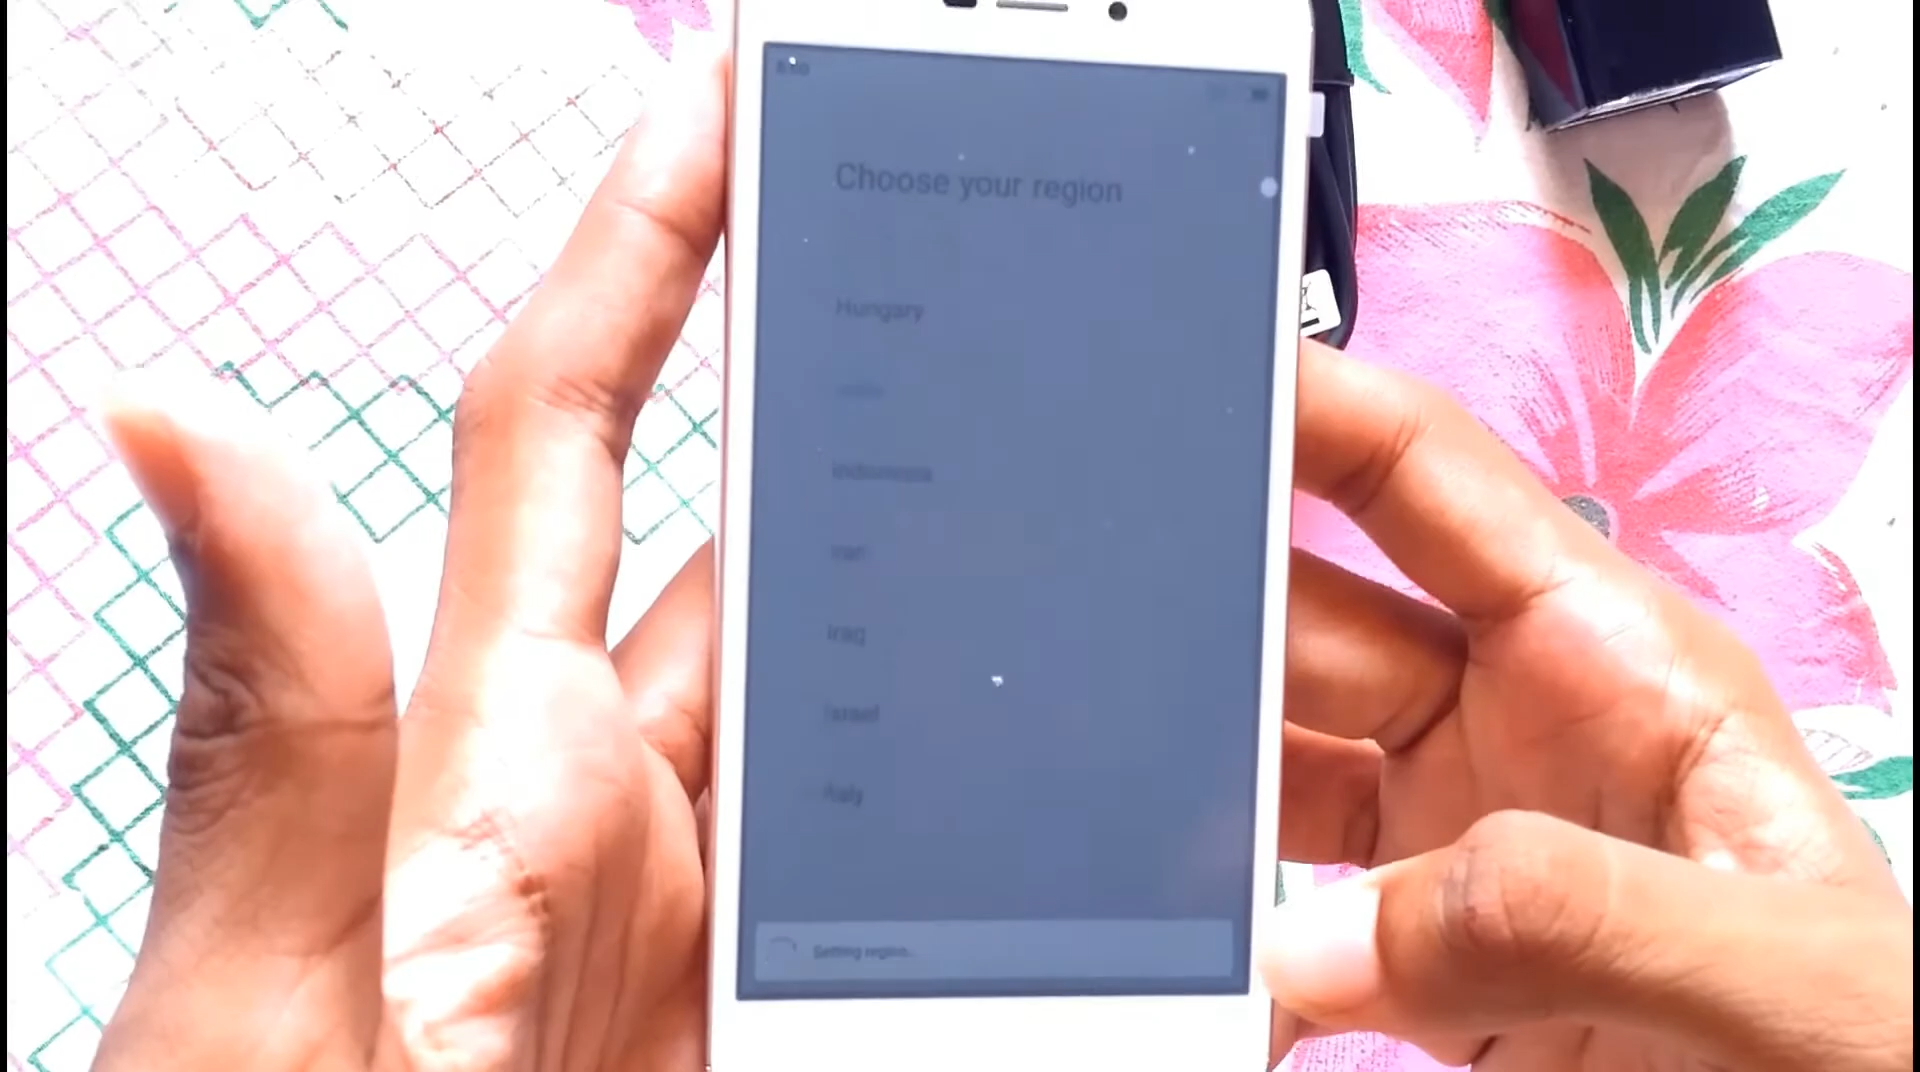 Choose your region
Hungary
Indonesia
Iran
Iraq
Israel
Italy
Setting region...